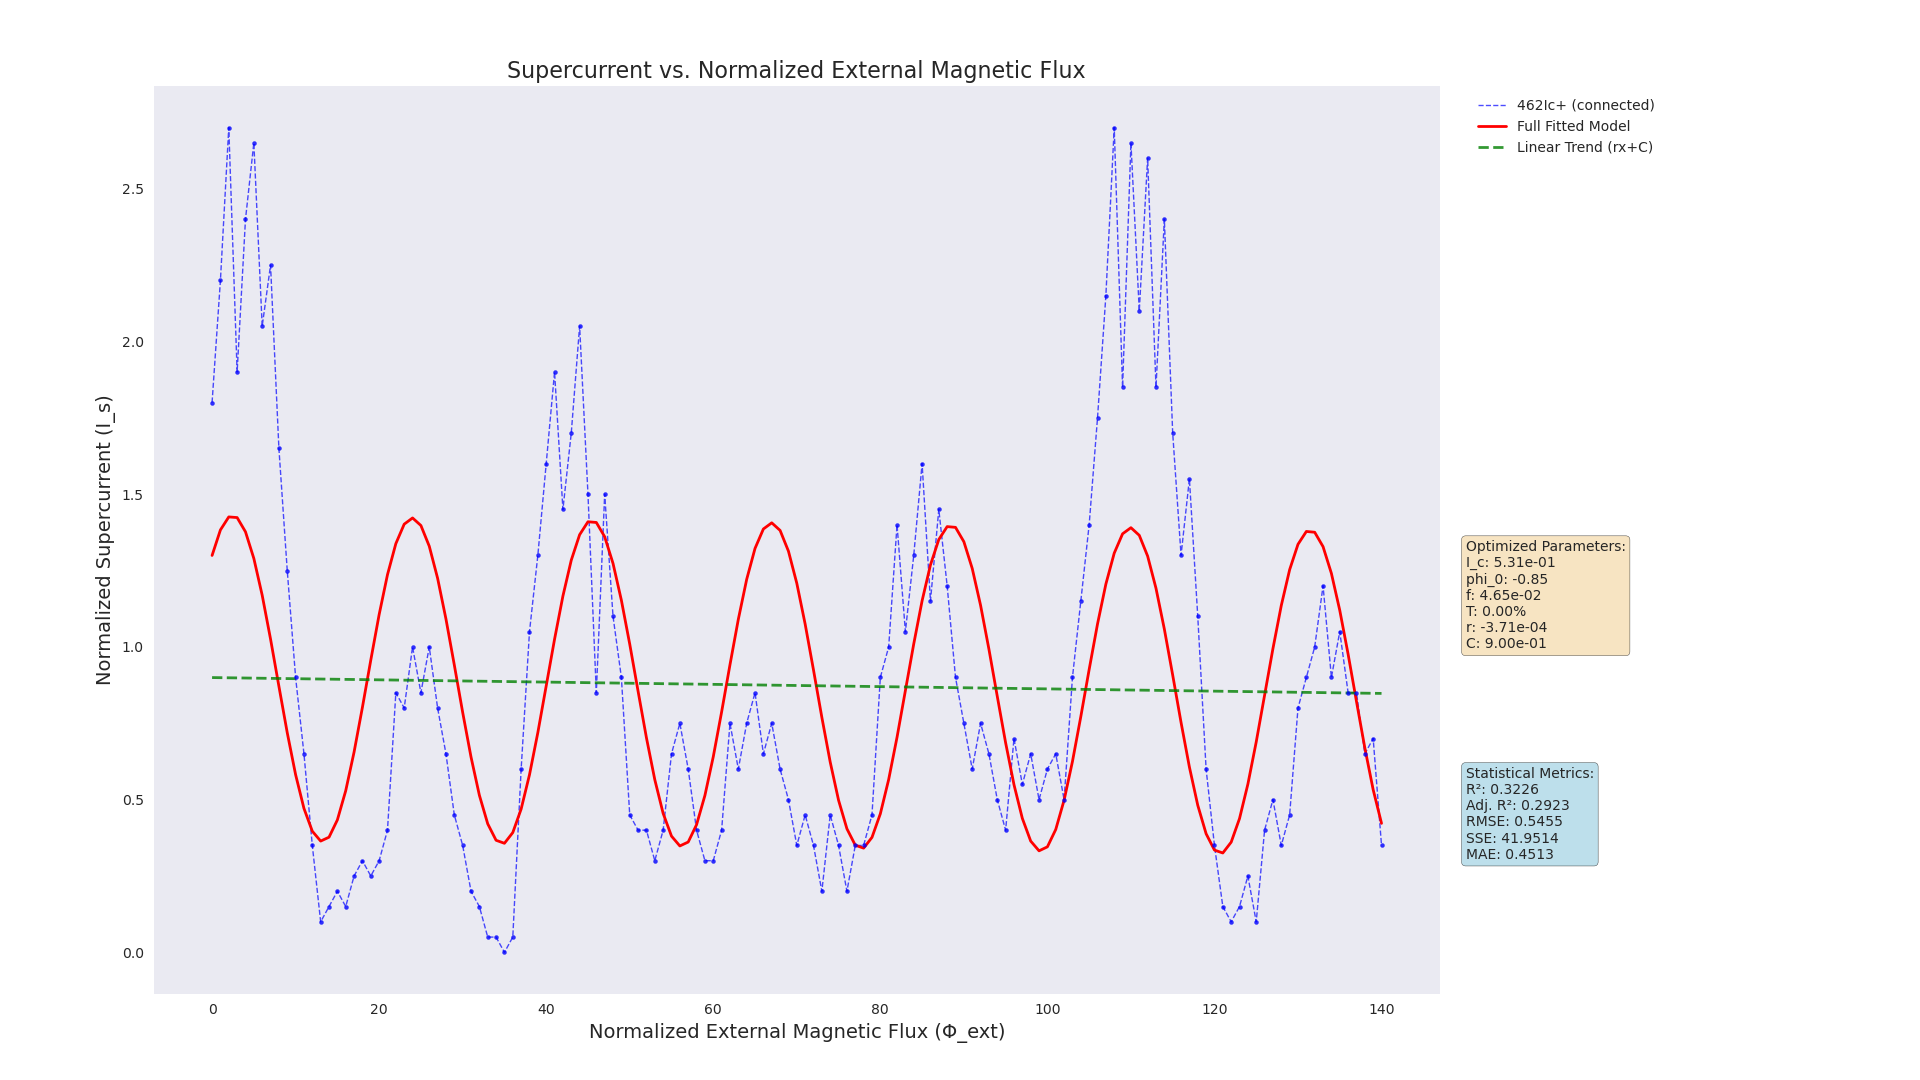 Supercurrent vs. Normalized External Magnetic Flux
462Ic+ (connected)
Full Fitted Model
Linear Trend (rx+C)
Normalized Supercurrent (I_s)
2.5
2.0
1.5
1.0
0.5
0.0
0 20 40 60 80 100 120 140
Normalized External Magnetic Flux (Φ_ext)
Optimized Parameters:
I_c: 5.31e-01
phi_0: -0.85
f: 4.65e-02
T: 0.00%
r: -3.71e-04
C: 9.00e-01
Statistical Metrics:
R²: 0.3226
Adj. R²: 0.2923
RMSE: 0.5455
SSE: 41.9514
MAE: 0.4513